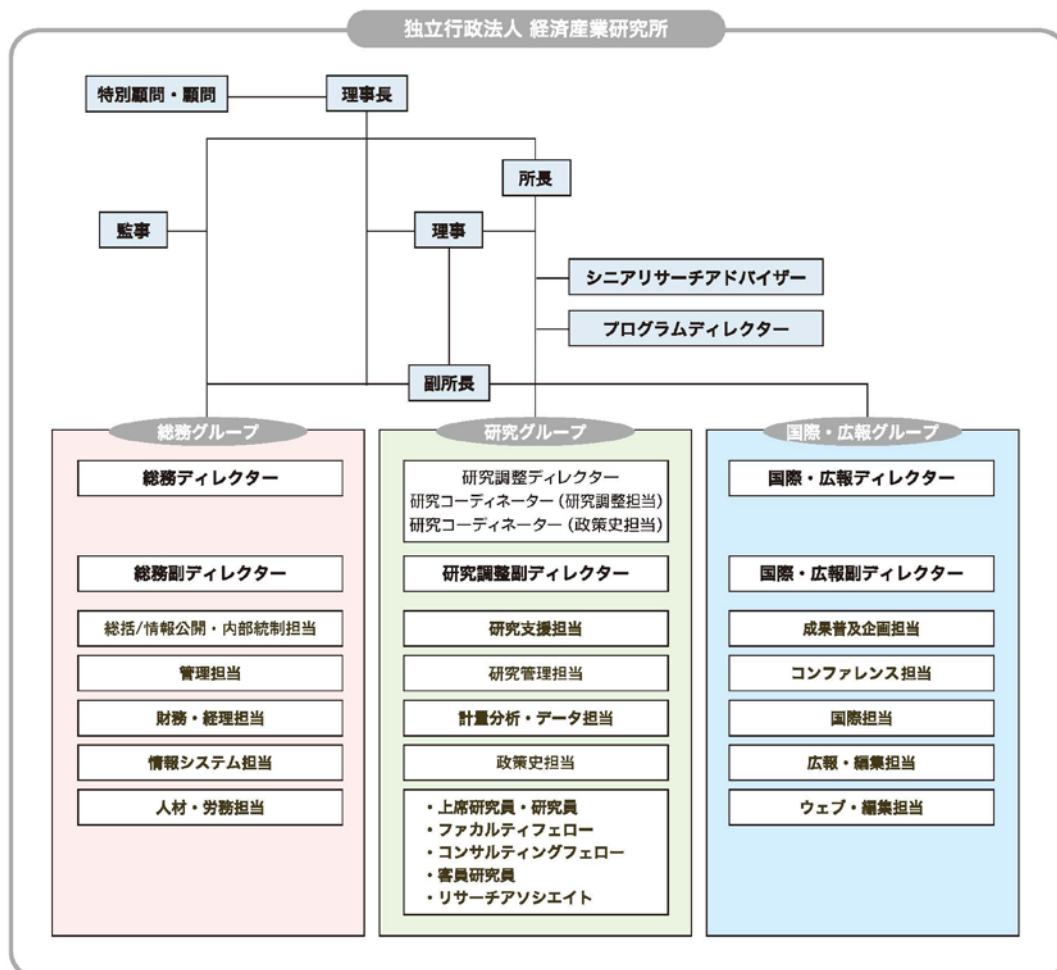 独立行政法人 経済産業研究所
特別顧問・顧問
理事長
所長
監事
理事
シニアリサーチアドバイザー
プログラムディレクター
副所長
総務グループ
総務ディレクター
総務副ディレクター
総括/情報公開・内部統制担当
管理担当
財務・経理担当
情報システム担当
人材・労務担当
研究グループ
研究調整ディレクター
研究コーディネーター(研究調整担当)
研究コーディネーター(政策史担当)
研究調整副ディレクター
研究支援担当
研究管理担当
計量分析・データ担当
政策史担当
・上席研究員・研究員
・ファカルティフェロー
・コンサルティングフェロー
・客員研究員
・リサーチアソシエイト
国際・広報グループ
国際・広報ディレクター
国際・広報副ディレクター
成果普及企画担当
コンファレンス担当
国際担当
広報・編集担当
ウェブ・編集担当